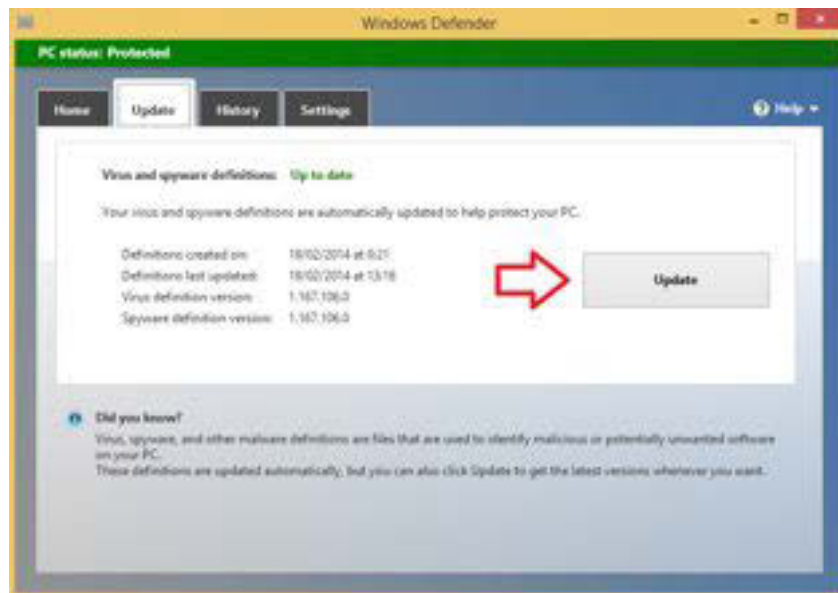 Windows Defender
PC status: Protected
Home Update History Settings Help
Virus and spyware definitions: Up to date
Your virus and spyware definitions are automatically updated to help protect your PC.
Definitions created on: 18/02/2014 at 9:21
Definitions last updated: 18/02/2014 at 13:18
Virus definition version: 1.167.106.0
Spyware definition version: 1.167.106.0
Update
Did you know?
Virus, spyware, and other malware definitions are files that are used to identify malicious or potentially unwanted software
on your PC.
These definitions are updated automatically, but you can also click Update to get the latest versions whenever you want.